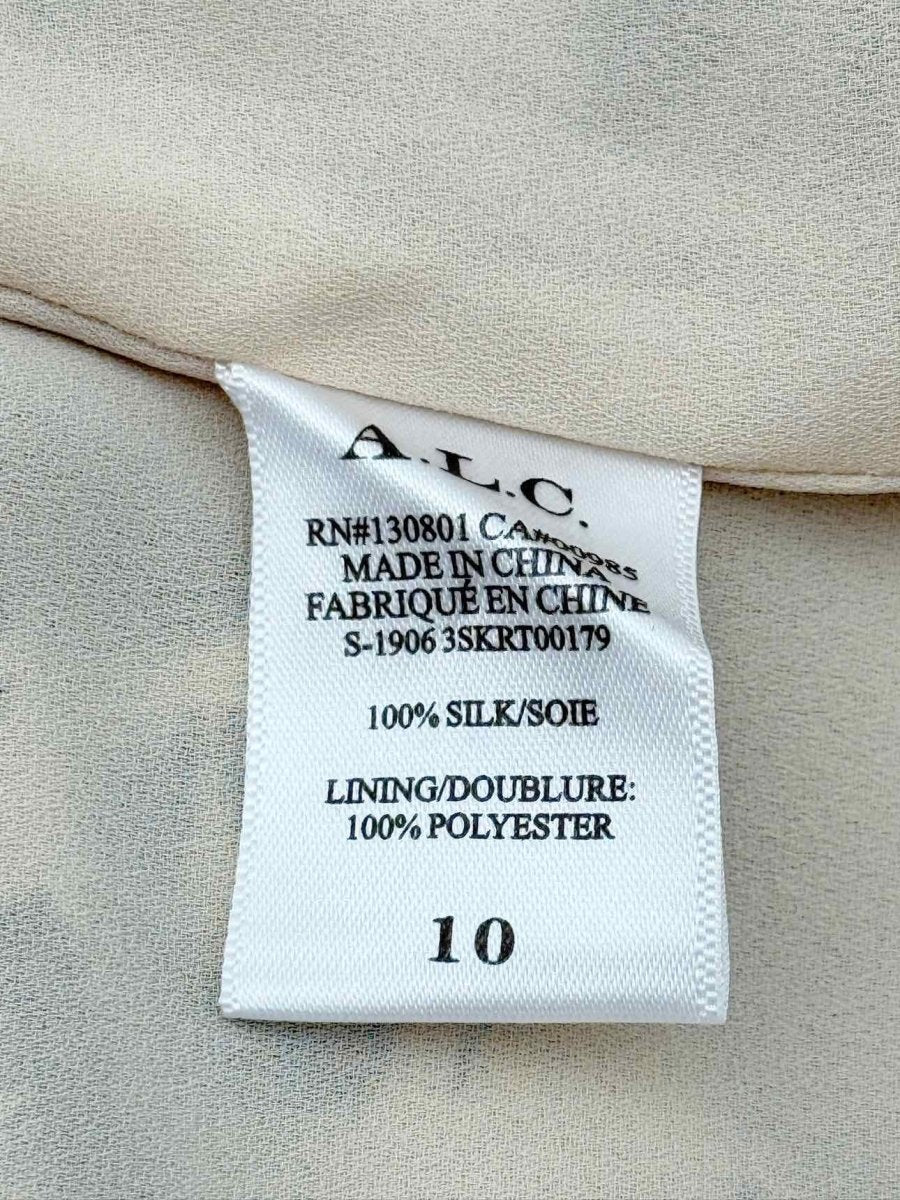 A.L.C.
RN#130801 CA#00985
MADE IN CHINA
FABRIQUÉ EN CHINE
S-1906 3SKRT00179
100% SILK/SOIE
LINING/DOUBLURE:
100% POLYESTER
10